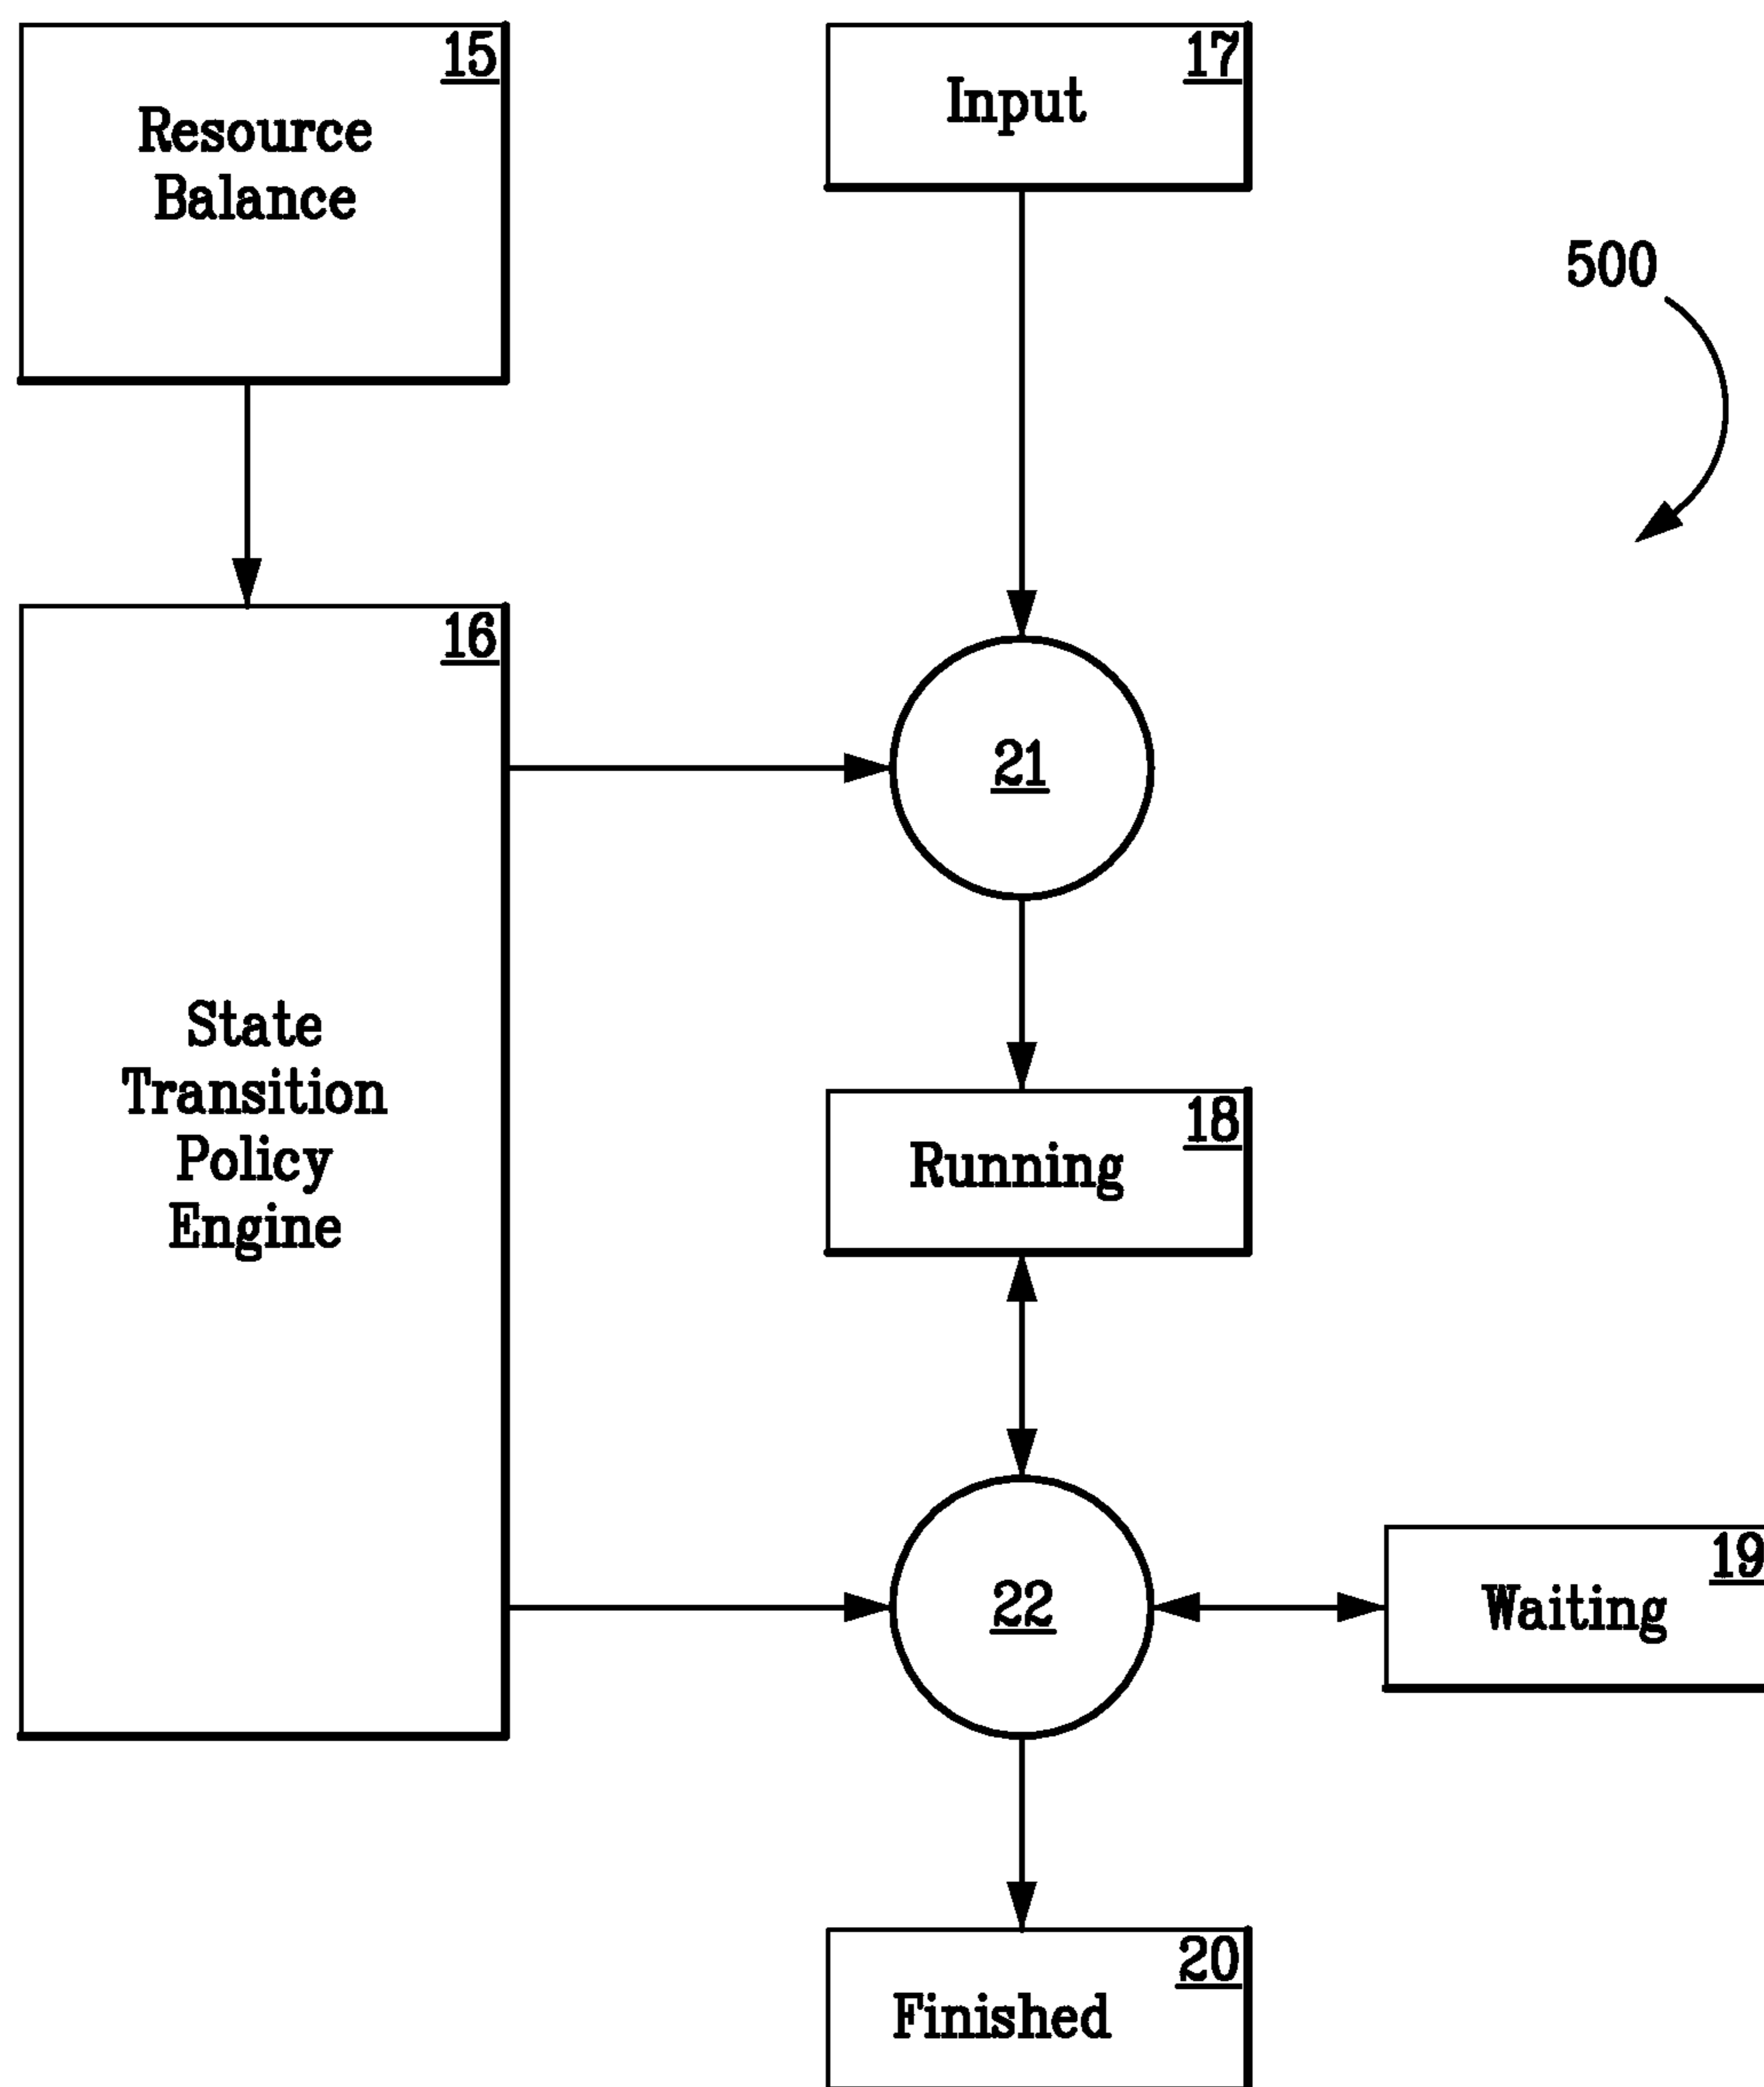 15
Resource
Balance
17
Input
500
16
State
Transition
Policy
Engine
21
18
Running
22
19
Waiting
20
Finished